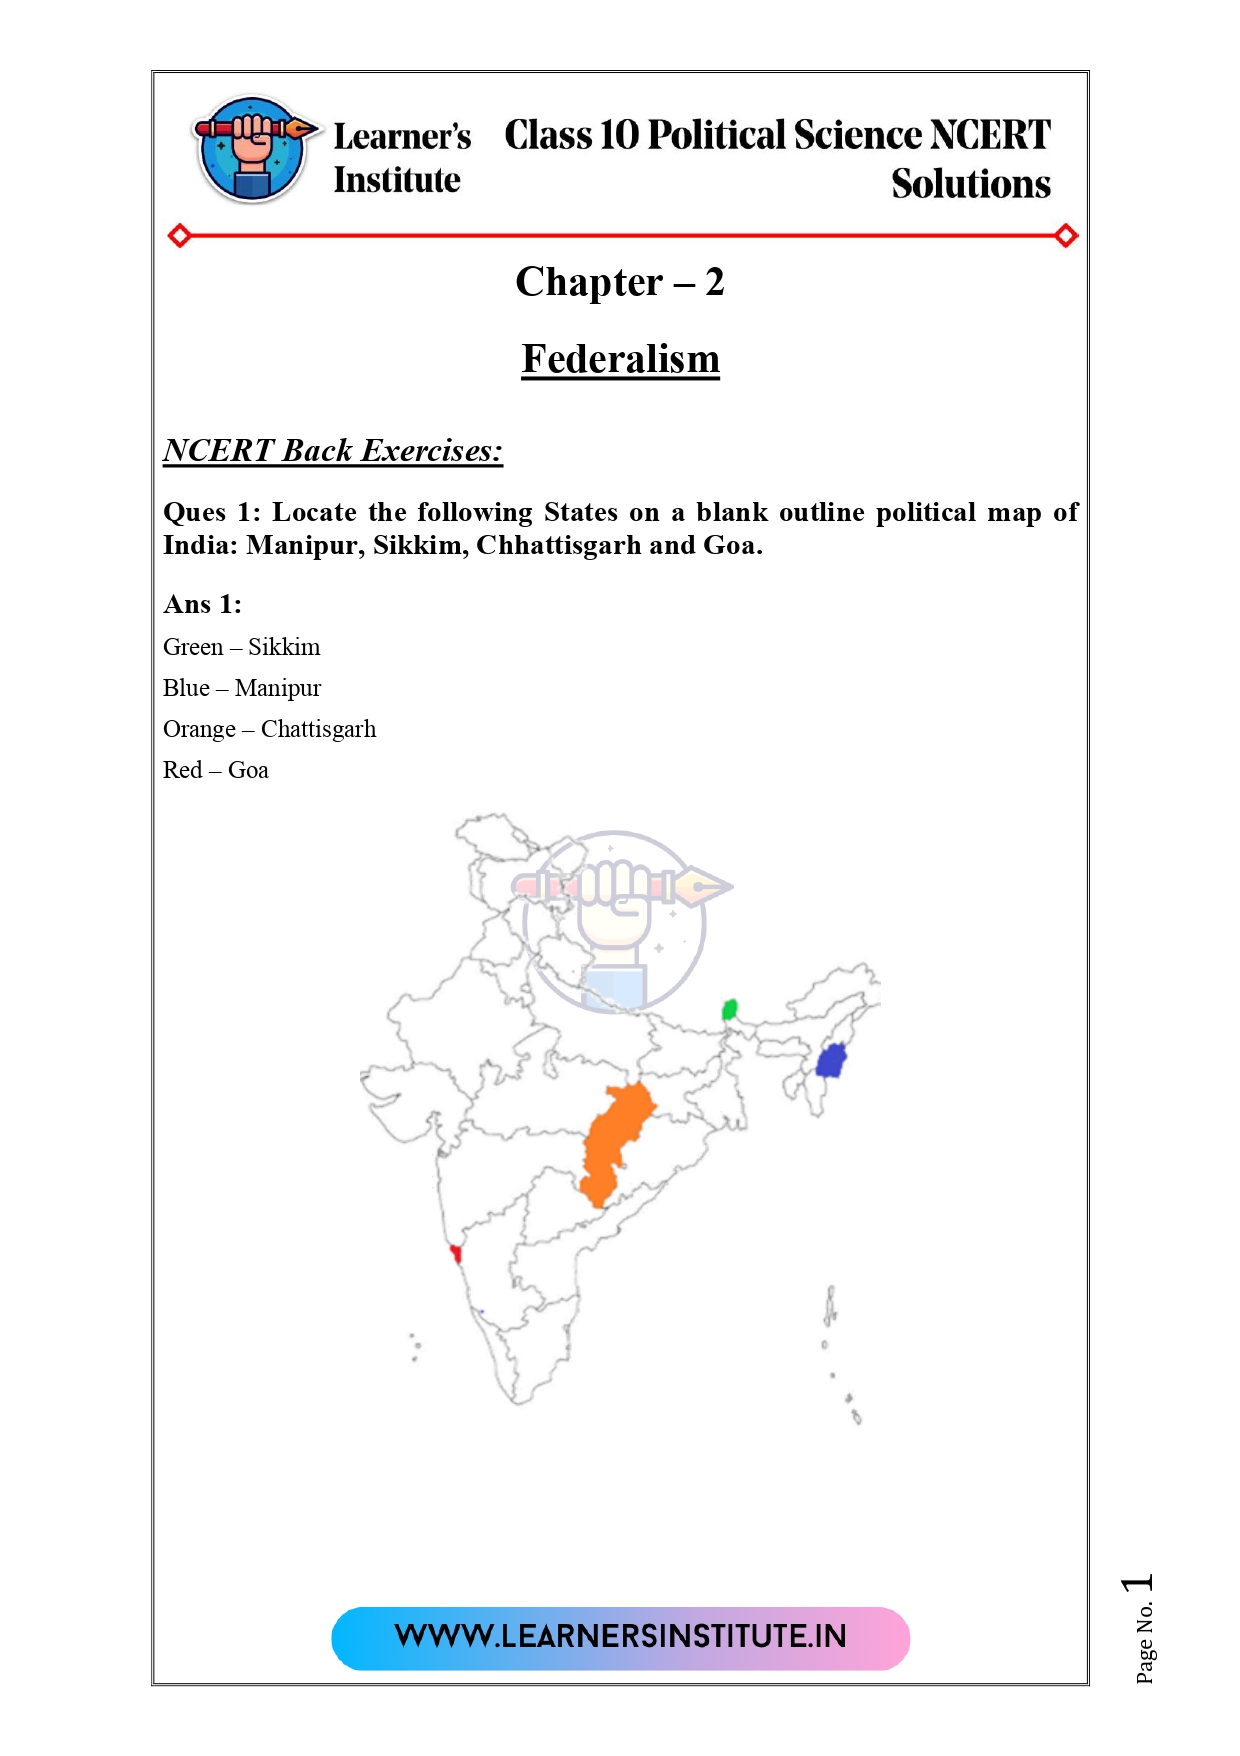 Learner's
Institute
Class 10 Political Science NCERT
Solutions
Chapter – 2
Federalism
NCERT Back Exercises:
Ques 1: Locate the following States on a blank outline political map of
India: Manipur, Sikkim, Chhattisgarh and Goa.
Ans 1:
Green – Sikkim
Blue – Manipur
Orange – Chattisgarh
Red – Goa
WWW.LEARNERSINSTITUTE.IN
Page No. 1